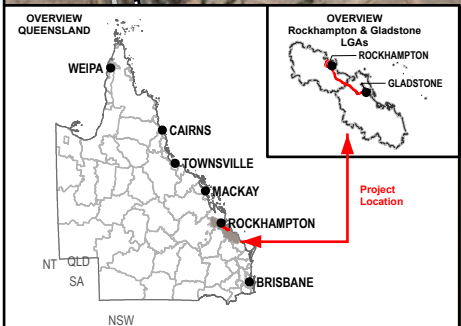 OVERVIEW
QUEENSLAND
WEIPA
CAIRNS
TOWNSVILLE
MACKAY
ROCKHAMPTON
BRISBANE
NT
QLD
SA
NSW
OVERVIEW
Rockhampton & Gladstone
LGAs
ROCKHAMPTON
GLADSTONE
Project
Location